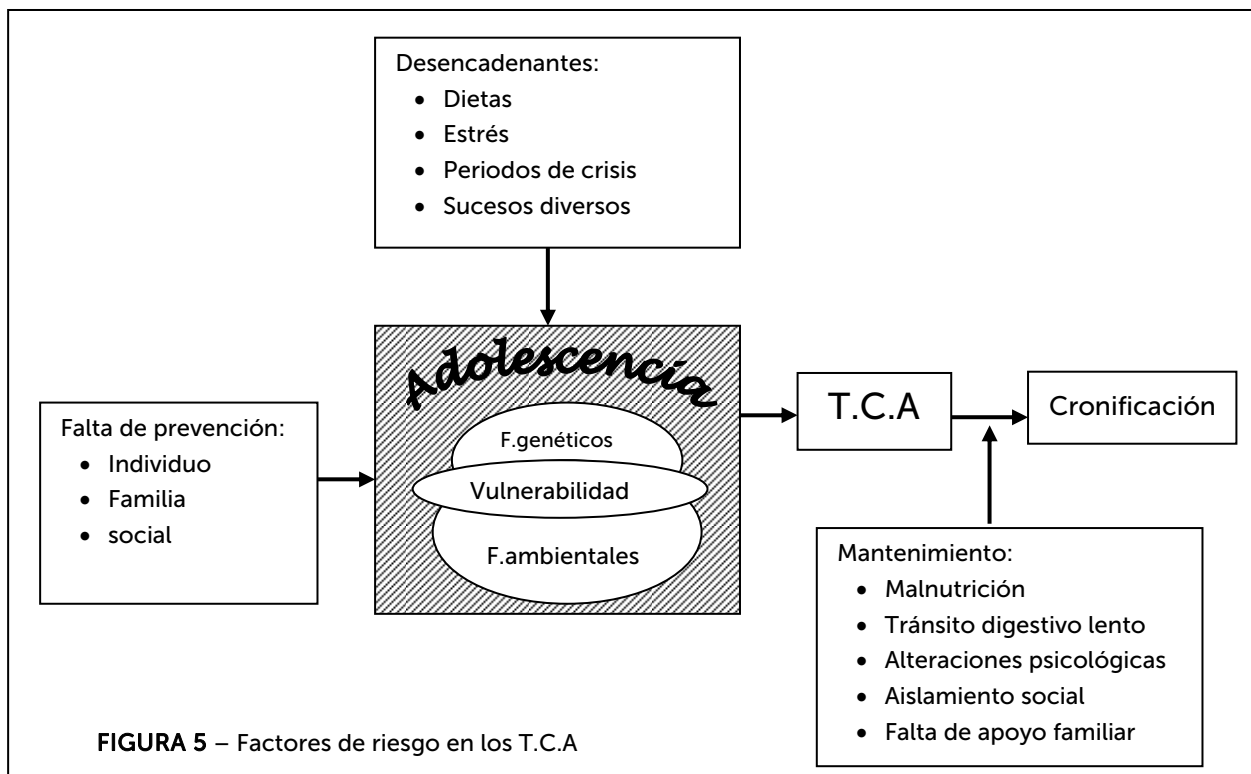 Desencadenantes:
• Dietas
• Estrés
• Periodos de crisis
• Sucesos diversos
Falta de prevención:
• Individuo
• Familia
• social
Adolescencia
F.genéticos
Vulnerabilidad
F.ambientales
T.C.A
Cronificación
Mantenimiento:
• Malnutrición
• Tránsito digestivo lento
• Alteraciones psicológicas
• Aislamiento social
• Falta de apoyo familiar
FIGURA 5 – Factores de riesgo en los T.C.A